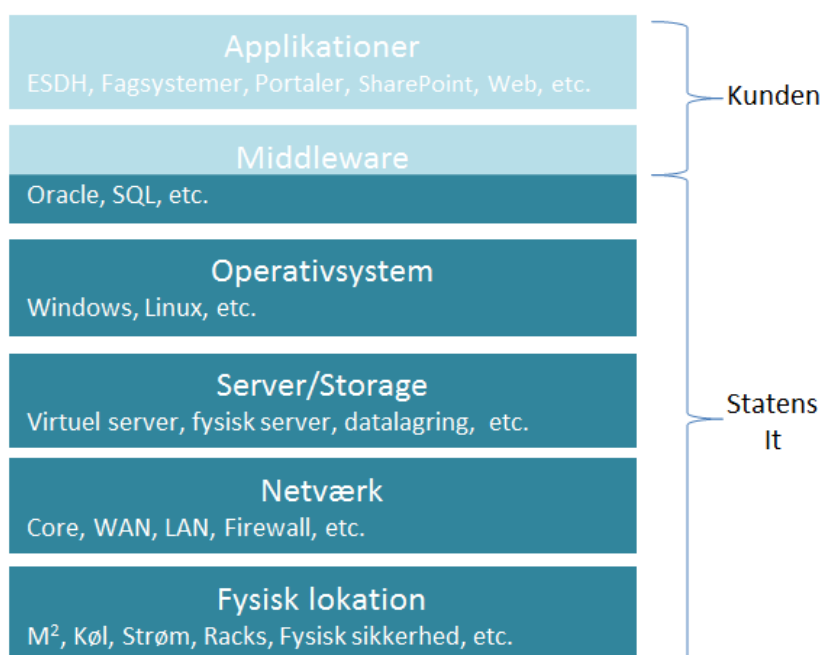 Applikationer
ESDH, Fagsystemer, Portaler, SharePoint, Web, etc.
Kunden
Middleware
Oracle, SQL, etc.
Operativsystem
Windows, Linux, etc.
Server/Storage
Virtuel server, fysisk server, datalagring, etc.
Statens
It
Netværk
Core, WAN, LAN, Firewall, etc.
Fysisk lokation
M², Køl, Strøm, Racks, Fysisk sikkerhed, etc.